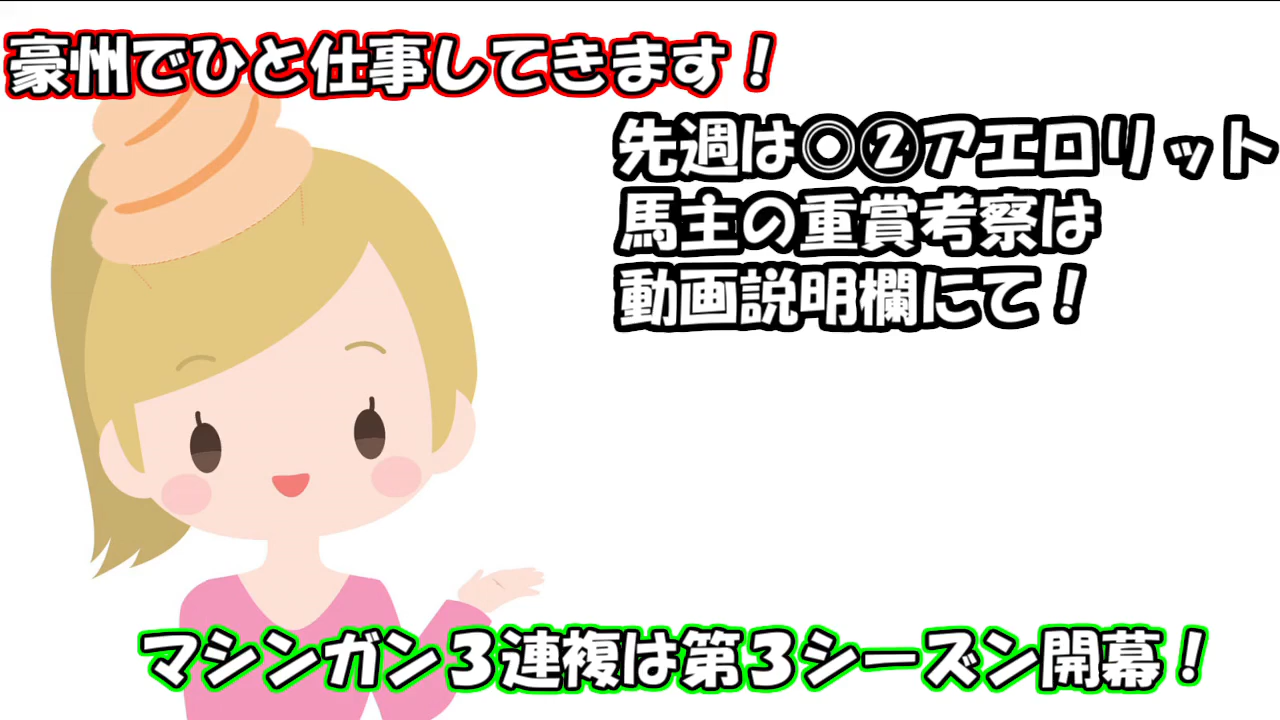 豪州でひと仕事してきます！
先週は◎②アエロリット
馬主の重賞考察は
動画説明欄にて！
マシンガン３連複は第３シーズン開幕！